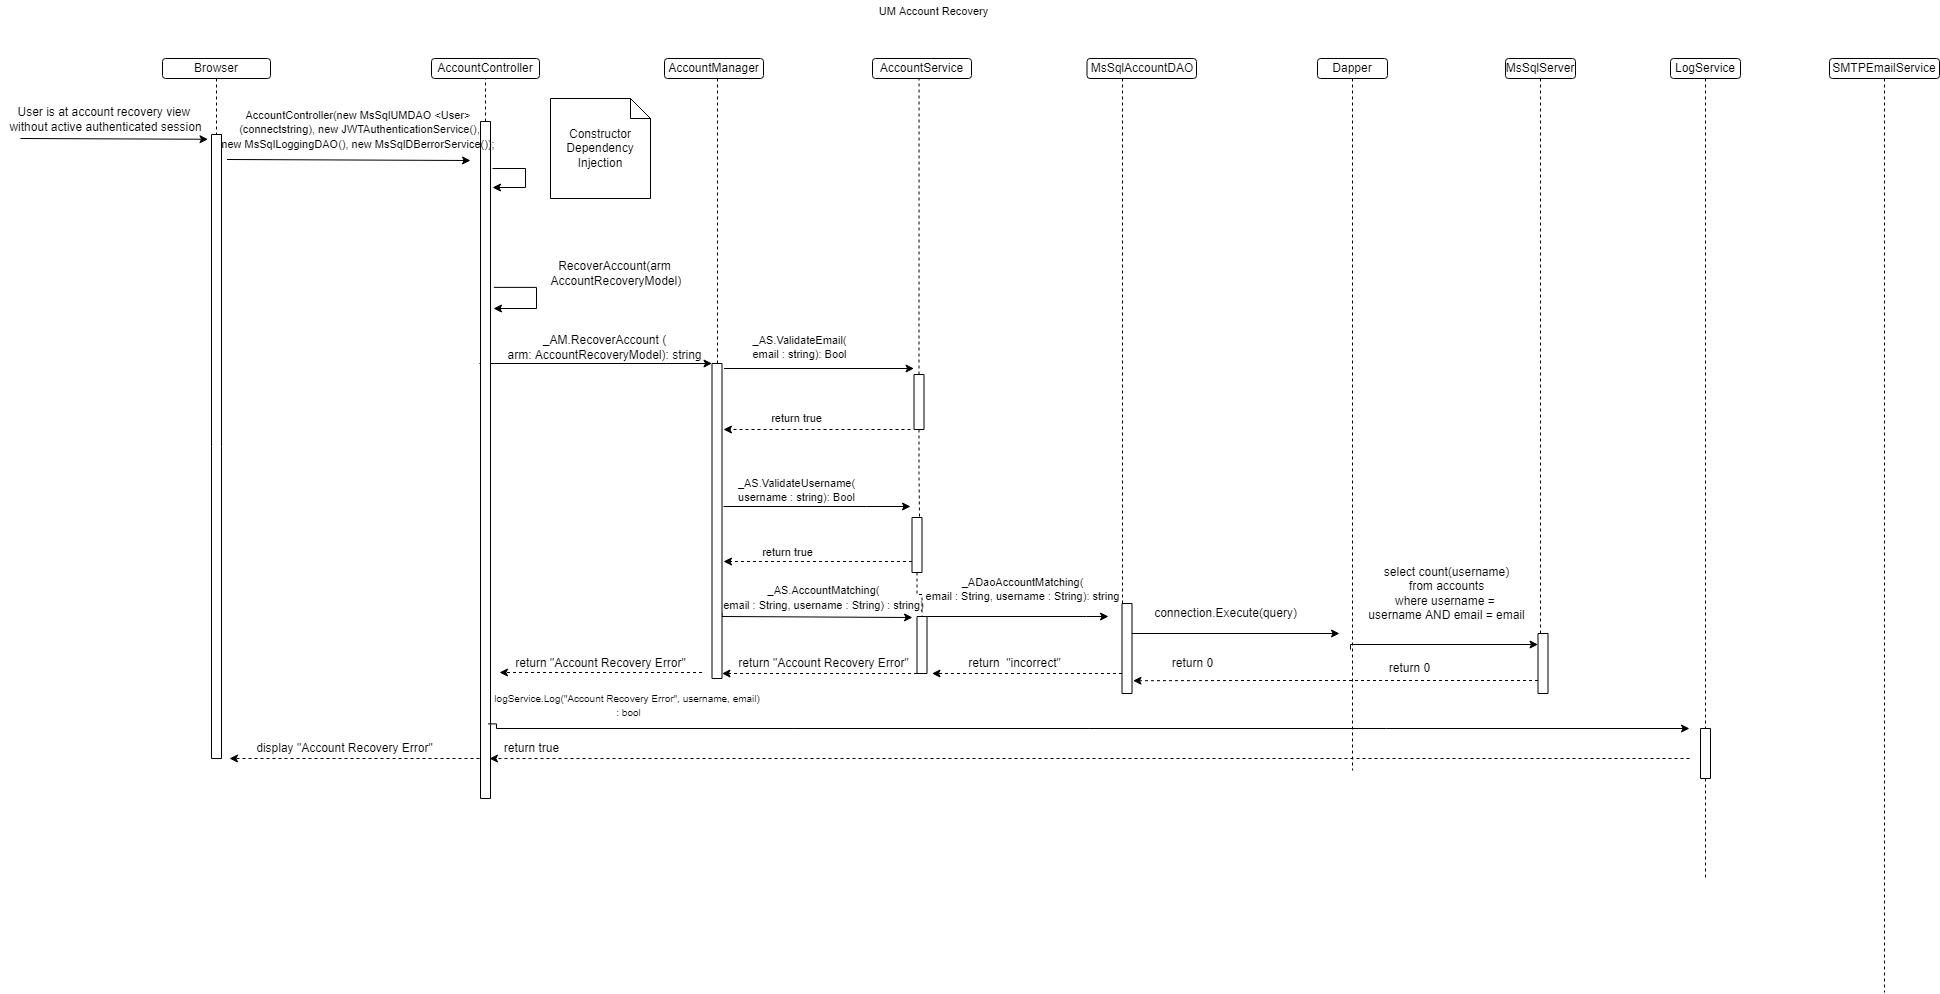 UM Account Recovery
Browser
AccountController
AccountManager
AccountService
MsSqlAccountDAO
Dapper
MsSqlServer
LogService
SMTPEmailService
User is at account recovery view
without active authenticated session
AccountController(new MsSqlUMDAO <User>
(connectstring), new JWTAuthenticationService(),
new MsSqlLoggingDAO(), new MsSqlDBerrorService());
Constructor
Dependency
Injection
RecoverAccount(arm
AccountRecoveryModel)
_AM.RecoverAccount (
arm: AccountRecoveryModel): string
_AS.ValidateEmail(
email : string): Bool
return true
_AS.ValidateUsername(
username : string): Bool
return true
_AS.AccountMatching(
email : String, username : String) : string
_ADaoAccountMatching(
email : String, username : String): string
connection.Execute(query)
select count(username)
from accounts
where username =
username AND email = email
return "Account Recovery Error"
return "Account Recovery Error"
return "incorrect"
return 0
return 0
logService.Log("Account Recovery Error", username, email)
: bool
display "Account Recovery Error"
return true